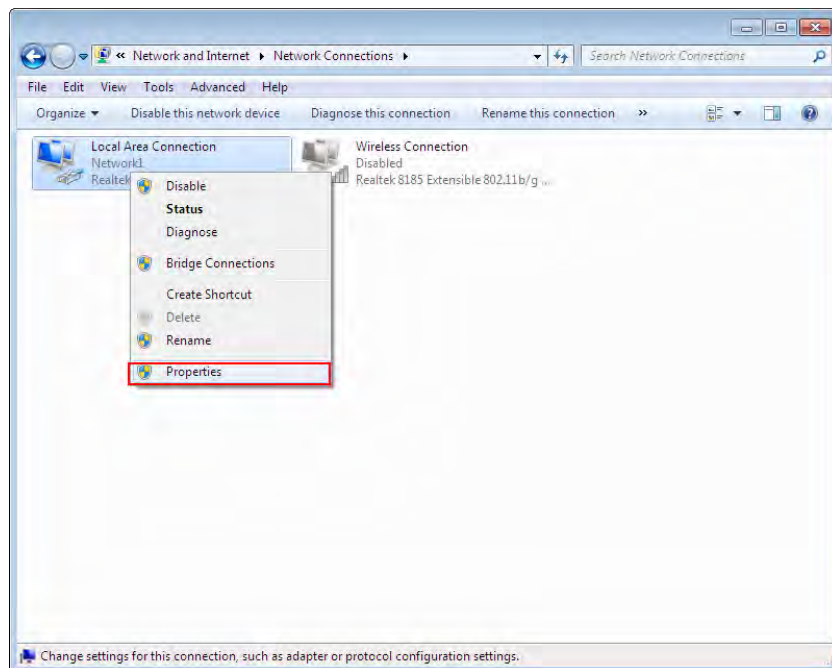 « Network and Internet Network Connections Search Network Connections
File Edit View Tools Advanced Help
Organize Disable this network device Diagnose this connection Rename this connection »
Local Area Connection
Network1
Realtek
Wireless Connection
Disabled
Realtek 8185 Extensible 802.11b/g ...
Disable
Status
Diagnose
Bridge Connections
Create Shortcut
Delete
Rename
Properties
Change settings for this connection, such as adapter or protocol configuration settings.